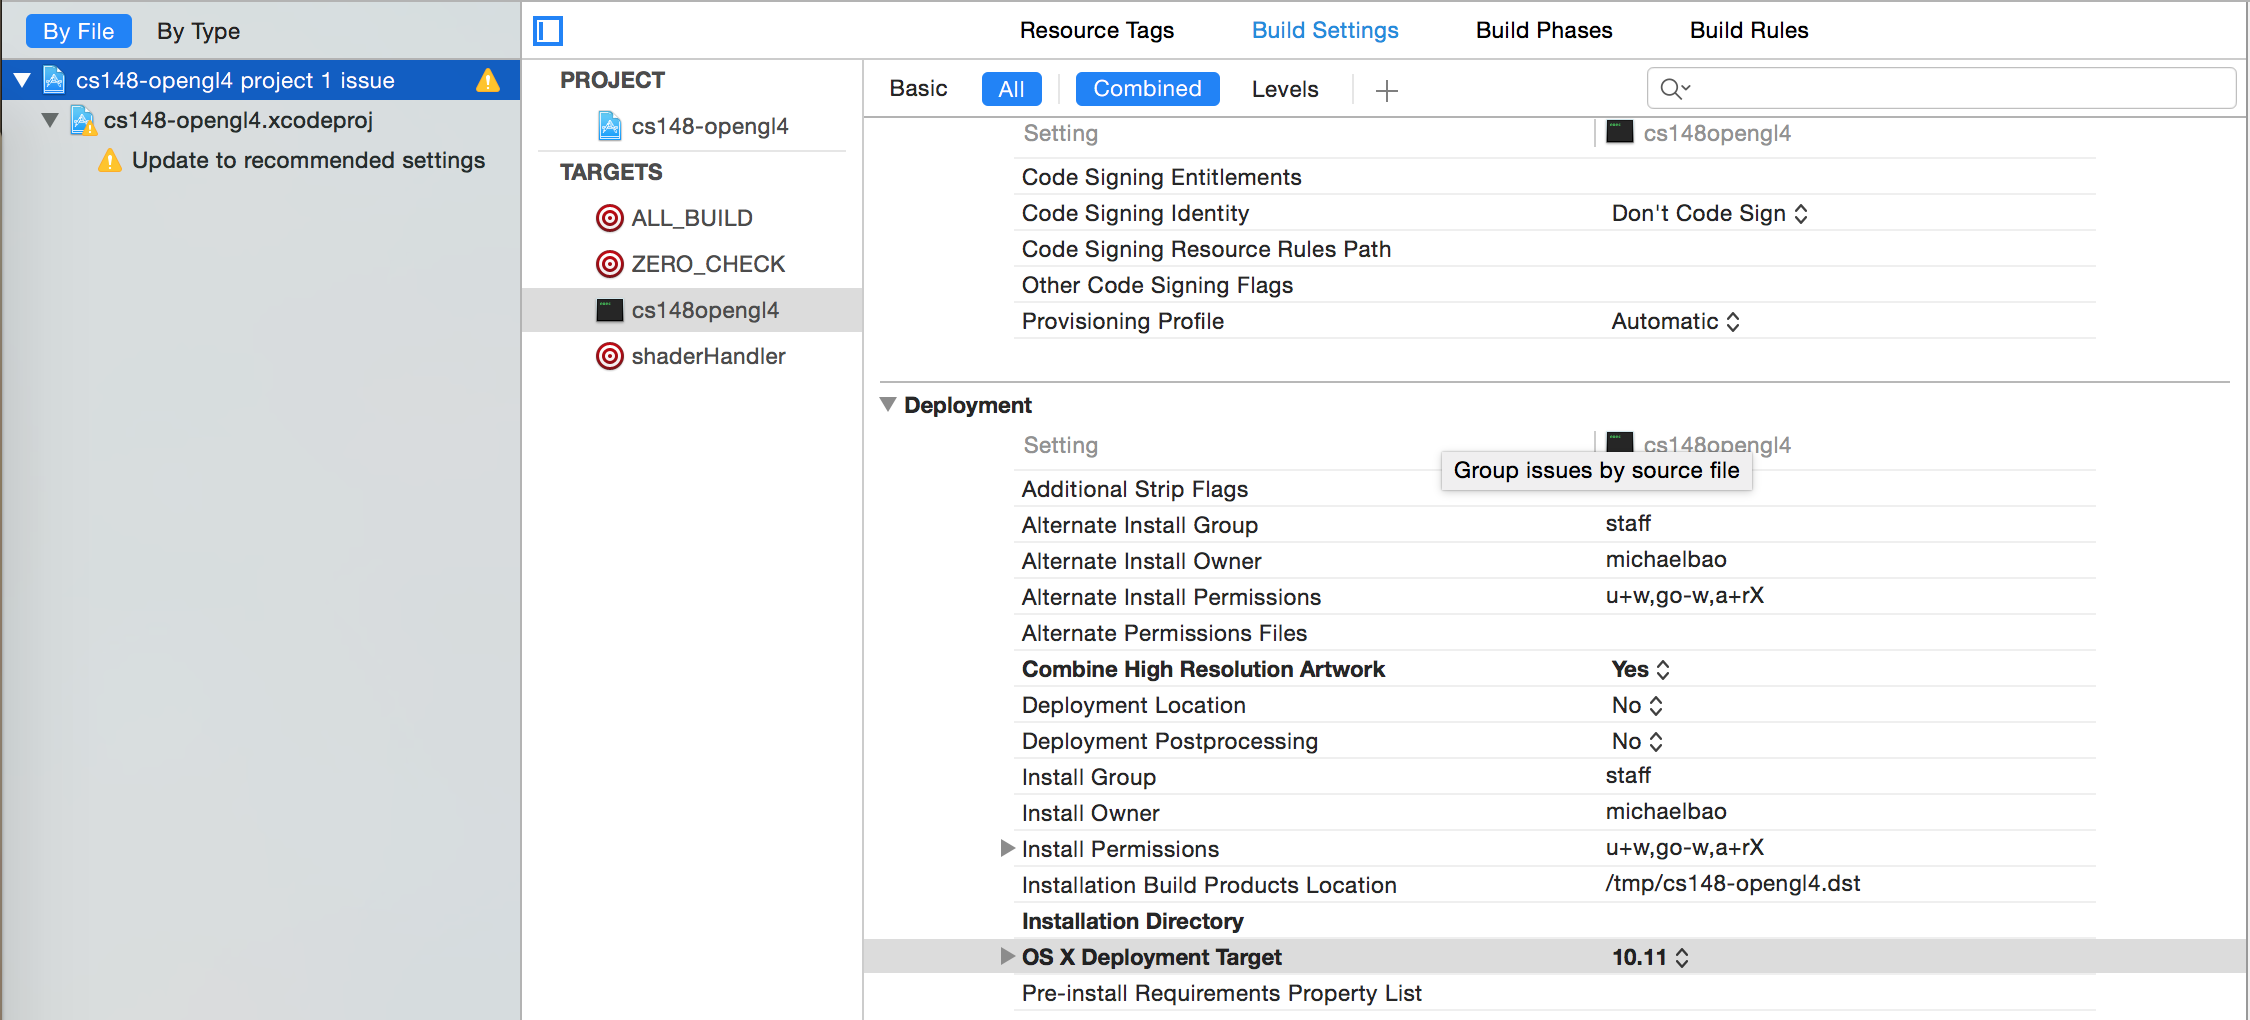 By File By Type
cs148-opengl4 project 1 issue
cs148-opengl4.xcodeproj
Update to recommended settings
PROJECT
cs148-opengl4
TARGETS
ALL_BUILD
ZERO_CHECK
cs148opengl4
shaderHandler
Resource Tags Build Settings Build Phases Build Rules
Basic All Combined Levels
Setting cs148opengl4
Code Signing Entitlements
Code Signing Identity Don't Code Sign
Code Signing Resource Rules Path
Other Code Signing Flags
Provisioning Profile Automatic
Deployment
Setting cs148opengl4
Group issues by source file
Additional Strip Flags
Alternate Install Group staff
Alternate Install Owner michaelbao
Alternate Install Permissions u+w,go-w,a+rX
Alternate Permissions Files
Combine High Resolution Artwork Yes
Deployment Location No
Deployment Postprocessing No
Install Group staff
Install Owner michaelbao
Install Permissions u+w,go-w,a+rX
Installation Build Products Location /tmp/cs148-opengl4.dst
Installation Directory
OS X Deployment Target 10.11
Pre-install Requirements Property List